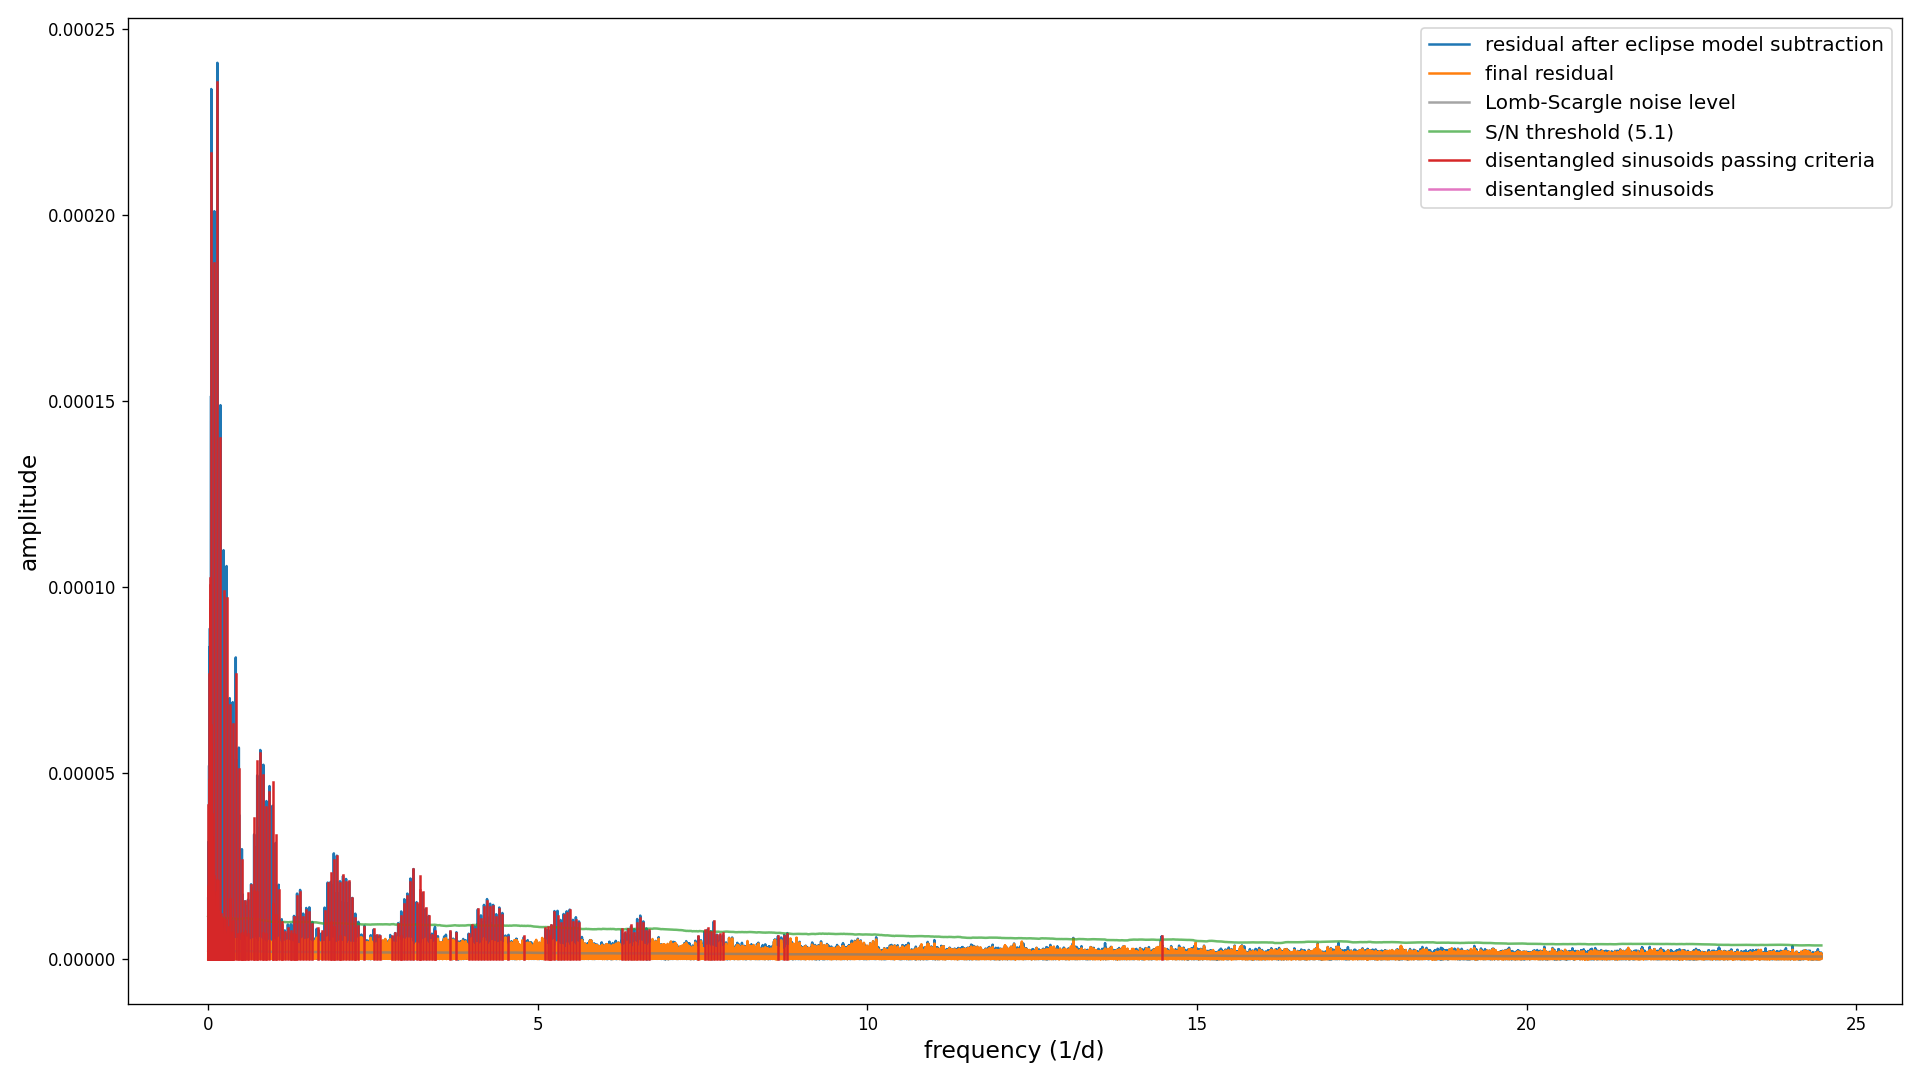 0.00025
0.00020
0.00015
0.00010
0.00005
0.00000
amplitude
0
5
10
15
20
25
frequency (1/d)
residual after eclipse model subtraction
final residual
Lomb-Scargle noise level
S/N threshold (5.1)
disentangled sinusoids passing criteria
disentangled sinusoids